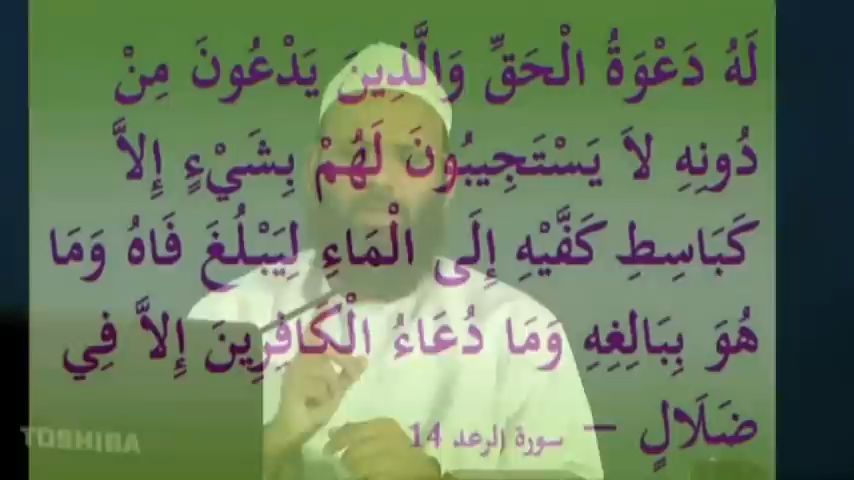 لَهُ دَعْوَةُ الْحَقِّ وَالَّذِينَ يَدْعُونَ مِنْ
دُونِهِ لاَ يَسْتَجِيبُونَ لَهُمْ بِشَيْءٍ إِلاَّ
كَبَاسِطِ كَفَّيْهِ إِلَى الْمَاءِ لِيَبْلُغَ فَاهُ وَمَا
هُوَ بِبَالِغِهِ وَمَا دُعَاءُ الْكَافِرِينَ إِلاَّ فِي
ضَلَالٍ – سورة الرعد 14
TOSHIBA